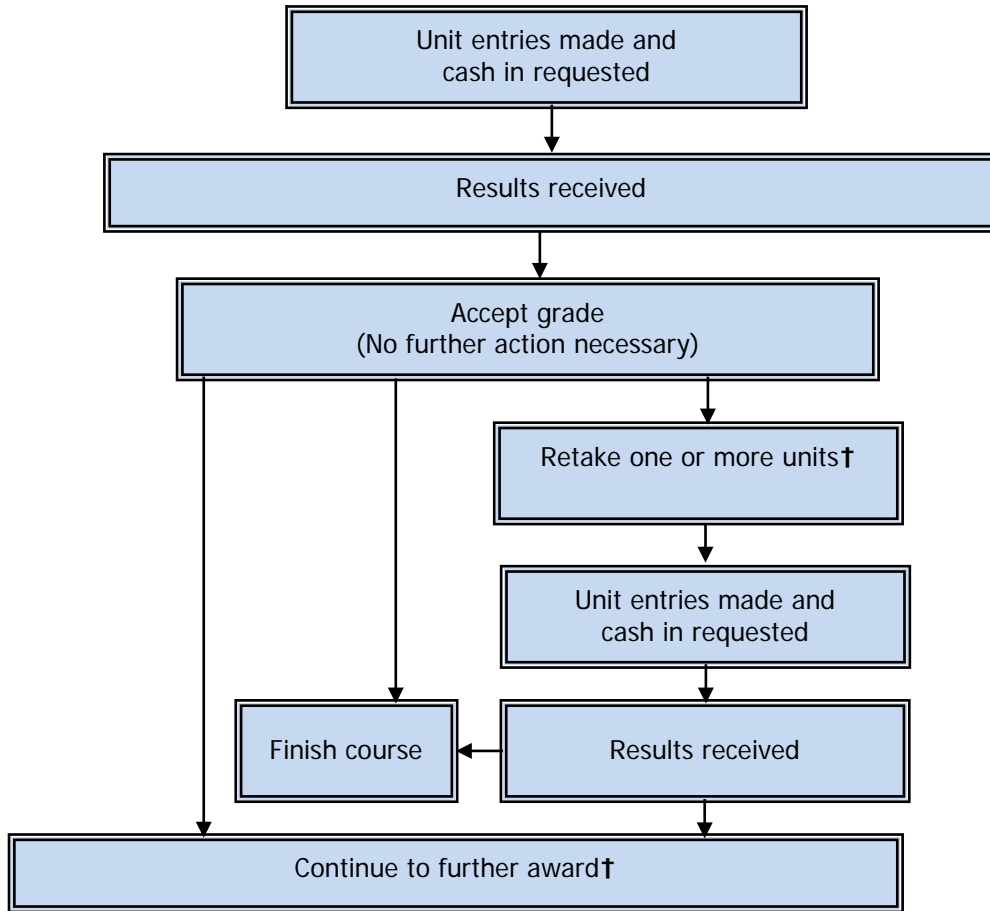 Unit entries made and
cash in requested
Results received
Accept grade
(No further action necessary)
Retake one or more units†
Unit entries made and
cash in requested
Finish course
Results received
Continue to further award†